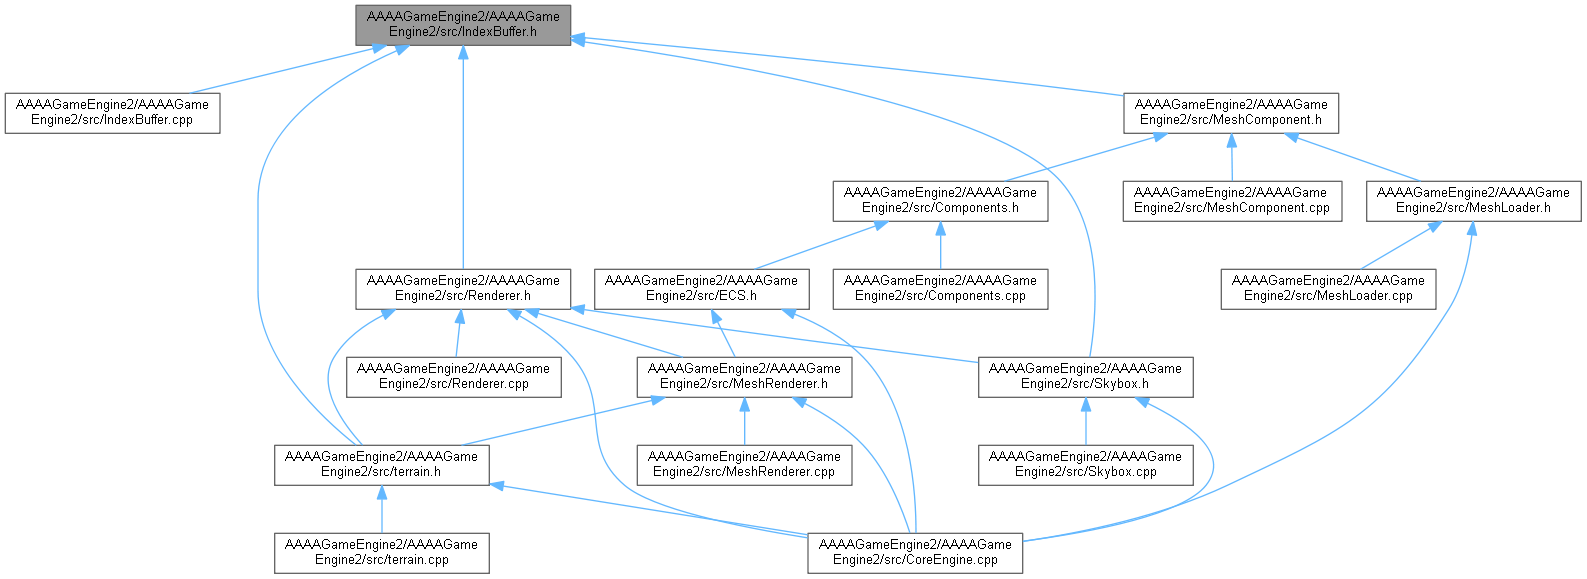 AAAAGameEngine2/AAAAGame
Engine2/src/IndexBuffer.h
AAAAGameEngine2/AAAAGame
Engine2/src/IndexBuffer.cpp
AAAAGameEngine2/AAAAGame
Engine2/src/MeshComponent.h
AAAAGameEngine2/AAAAGame
Engine2/src/Components.h
AAAAGameEngine2/AAAAGame
Engine2/src/MeshComponent.cpp
AAAAGameEngine2/AAAAGame
Engine2/src/MeshLoader.h
AAAAGameEngine2/AAAAGame
Engine2/src/Renderer.h
AAAAGameEngine2/AAAAGame
Engine2/src/ECS.h
AAAAGameEngine2/AAAAGame
Engine2/src/Components.cpp
AAAAGameEngine2/AAAAGame
Engine2/src/MeshLoader.cpp
AAAAGameEngine2/AAAAGame
Engine2/src/Renderer.cpp
AAAAGameEngine2/AAAAGame
Engine2/src/MeshRenderer.h
AAAAGameEngine2/AAAAGame
Engine2/src/Skybox.h
AAAAGameEngine2/AAAAGame
Engine2/src/terrain.h
AAAAGameEngine2/AAAAGame
Engine2/src/MeshRenderer.cpp
AAAAGameEngine2/AAAAGame
Engine2/src/Skybox.cpp
AAAAGameEngine2/AAAAGame
Engine2/src/terrain.cpp
AAAAGameEngine2/AAAAGame
Engine2/src/CoreEngine.cpp